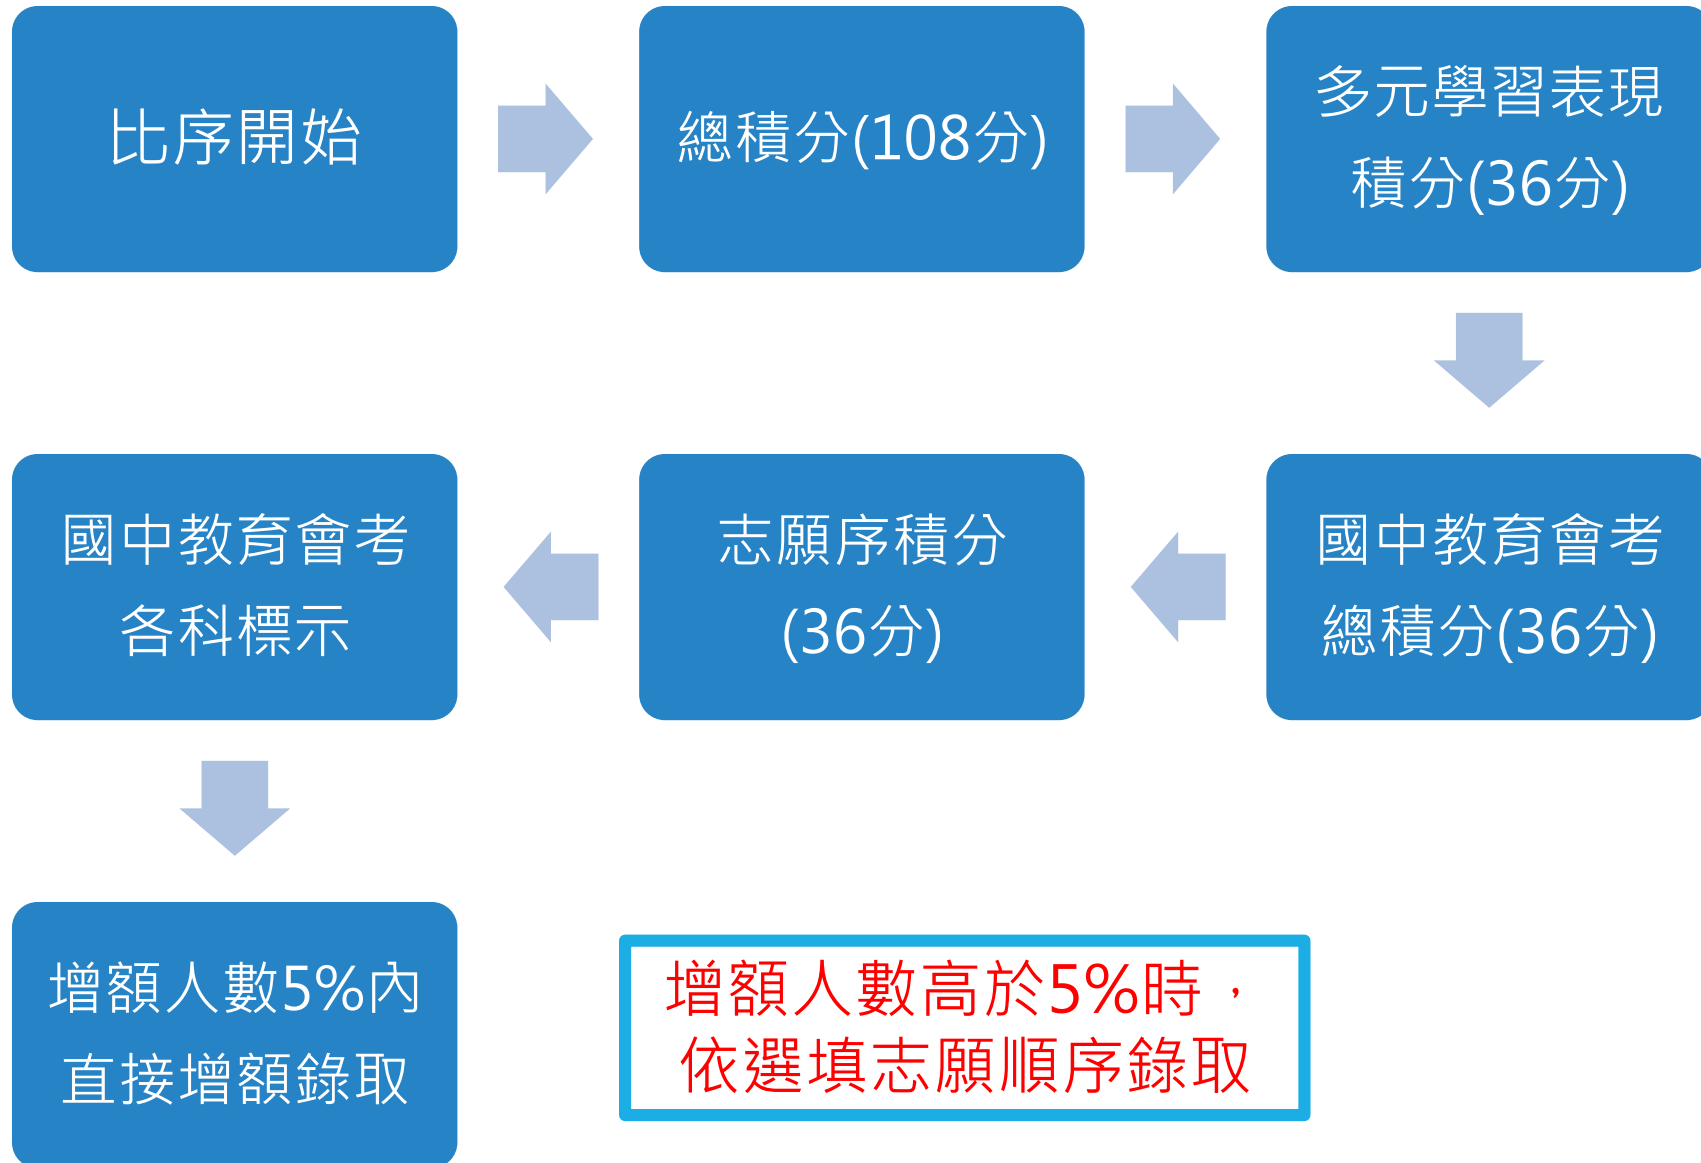 比序開始
總積分(108分)
多元學習表現
積分(36分)
國中教育會考
總積分(36分)
志願序積分
(36分)
國中教育會考
各科標示
增額人數5%內
直接增額錄取
增額人數高於5%時，
依選填志願順序錄取